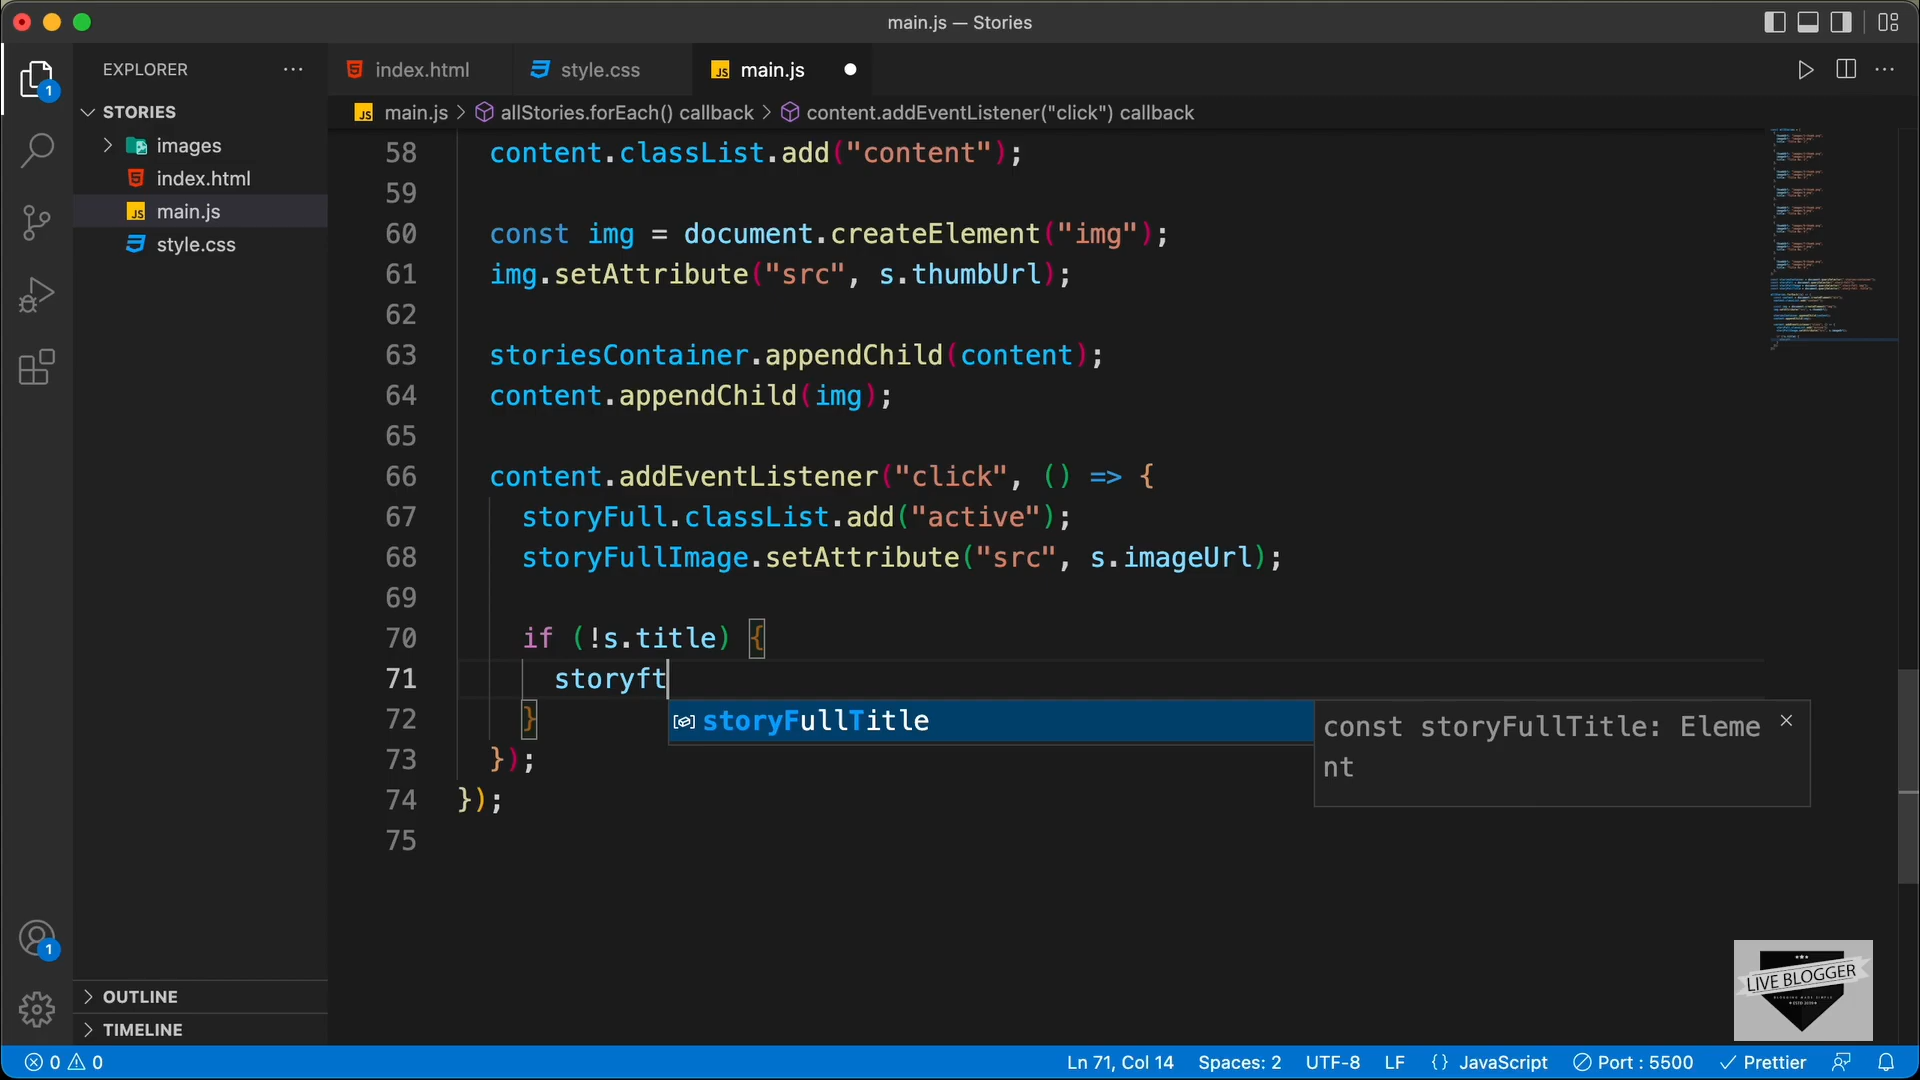 main.js — Stories
EXPLORER
index.html
style.css
main.js
STORIES
main.js > allStories.forEach() callback > content.addEventListener("click") callback
images
index.html
main.js
style.css
58 content.classList.add("content");
59
60 const img = document.createElement("img");
61 img.setAttribute("src", s.thumbUrl);
62
63 storiesContainer.appendChild(content);
64 content.appendChild(img);
65
66 content.addEventListener("click", () => {
67 storyFull.classList.add("active");
68 storyFullImage.setAttribute("src", s.imageUrl);
69
70 if (!s.title) {
71 storyft
72 }
73 });
74 });
75
storyFullTitle
const storyFullTitle: Eleme
nt
1
1
OUTLINE
TIMELINE
LIVE BLOGGER
0 0
Ln 71, Col 14
Spaces: 2
UTF-8
LF
{} JavaScript
Port : 5500
Prettier